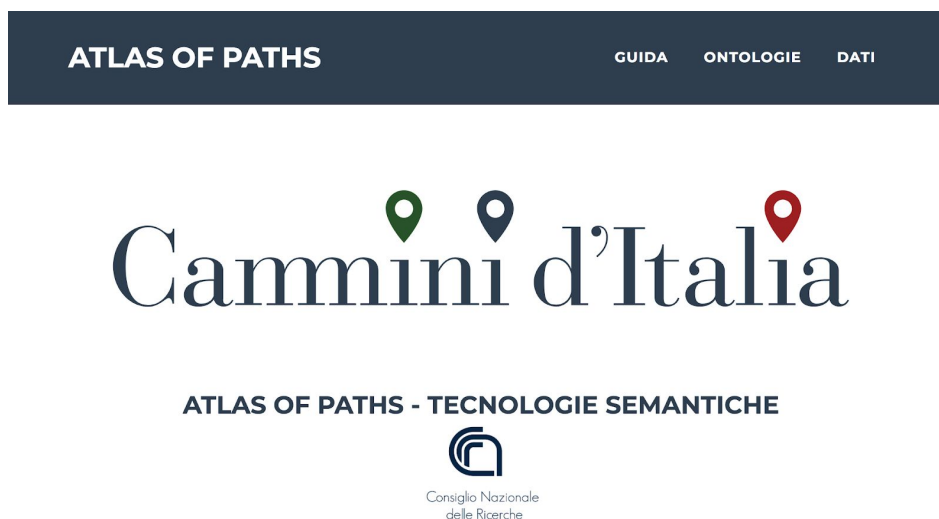 ATLAS OF PATHS
GUIDA ONTOLOGIE DATI
Cammini d'Italia
ATLAS OF PATHS - TECNOLOGIE SEMANTICHE
Consiglio Nazionale
delle Ricerche